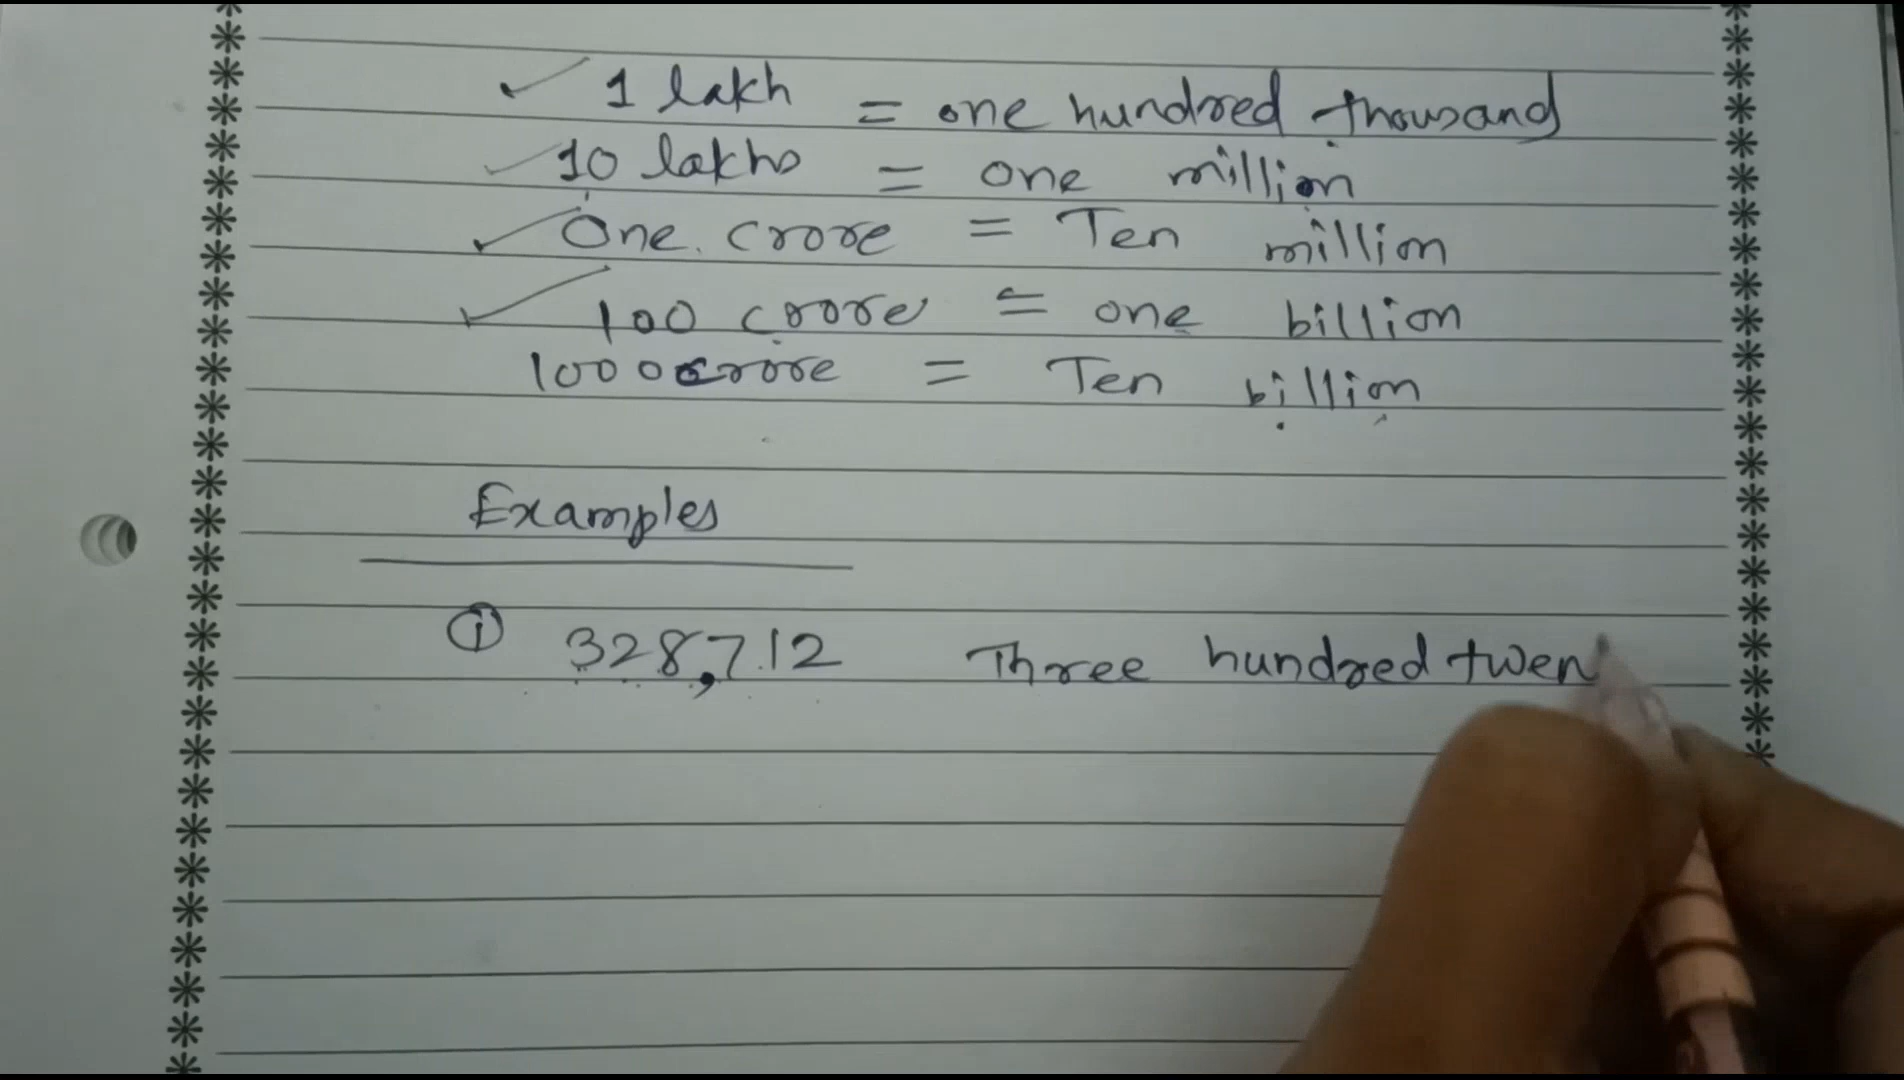 1 lakh = one hundred thousand
10 lakhs = one million
One crore = Ten million
100 crore = one billion
1000 crore = Ten billion
Examples
① 328,712 Three hundred twen